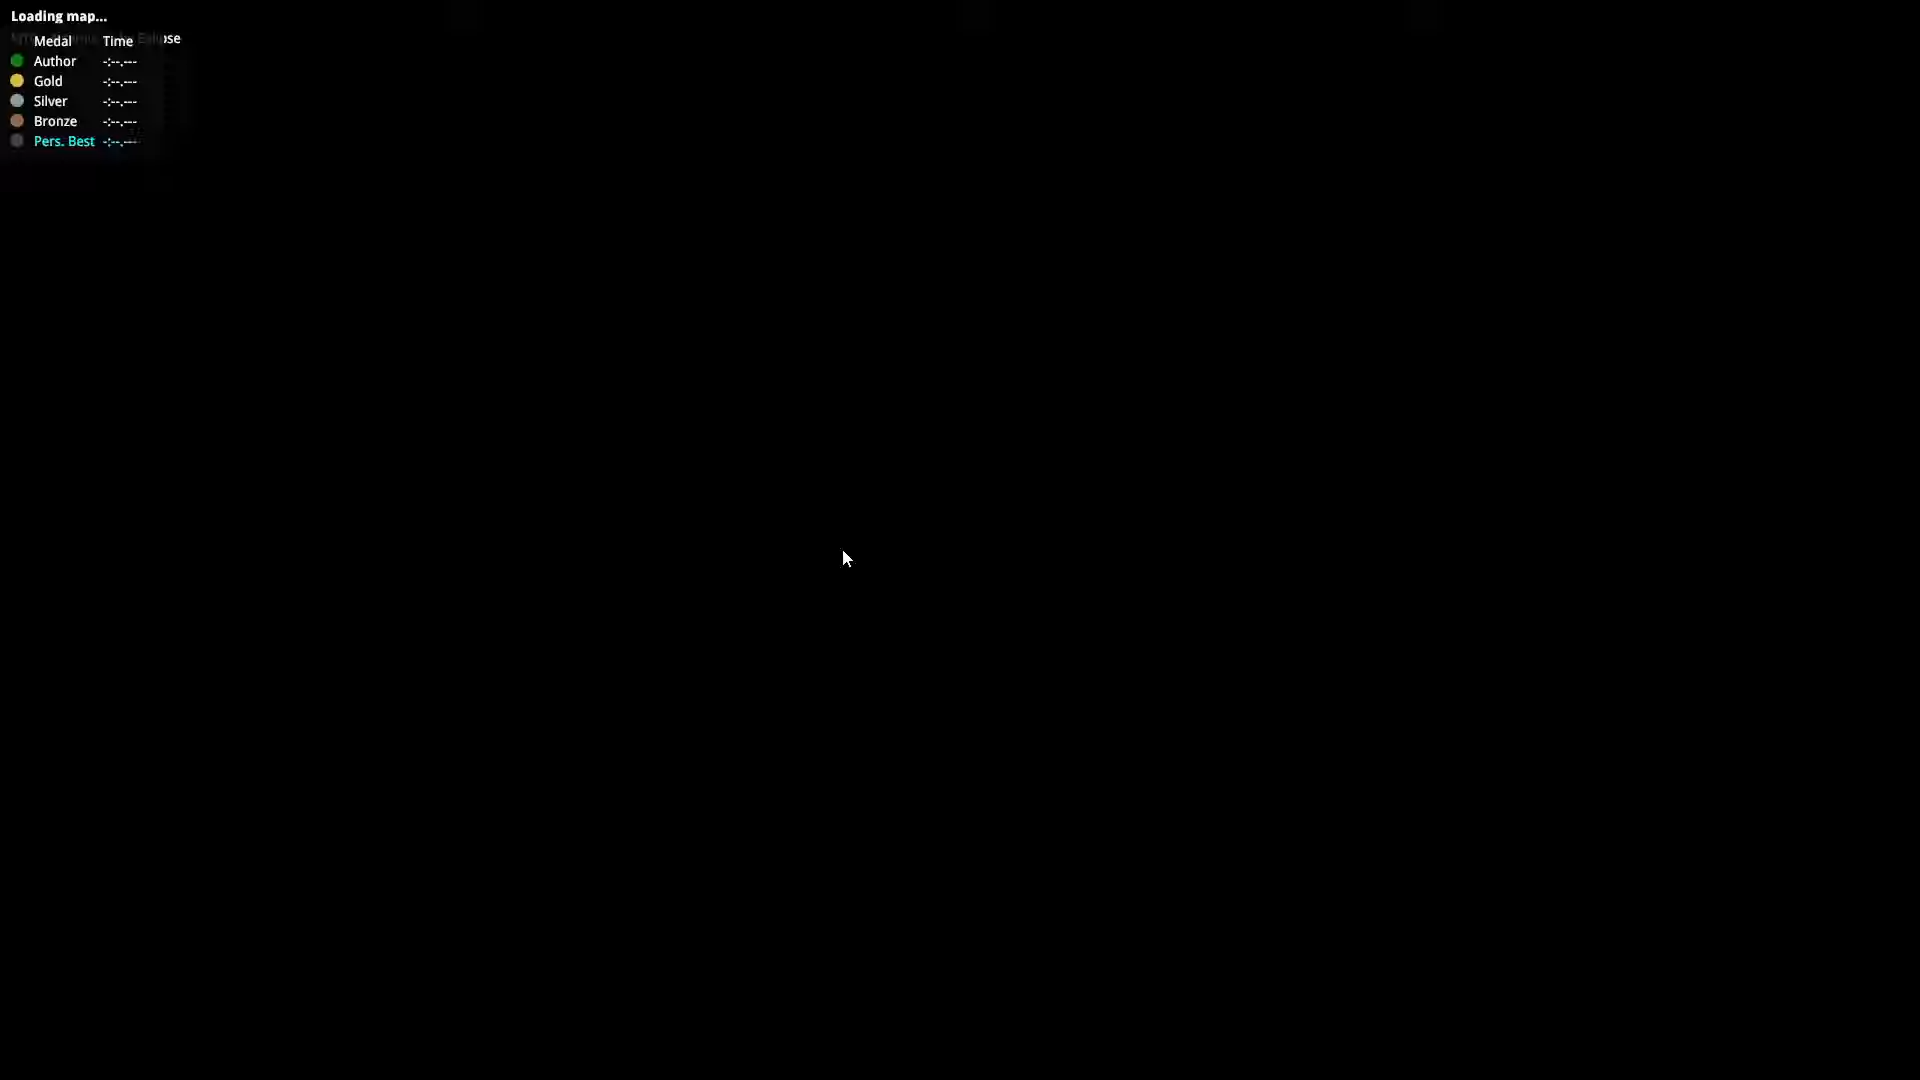 Loading map...
Medal Time
Author -:--.---
Gold -:--.---
Silver -:--.---
Bronze -:--.---
Pers. Best -:--.---